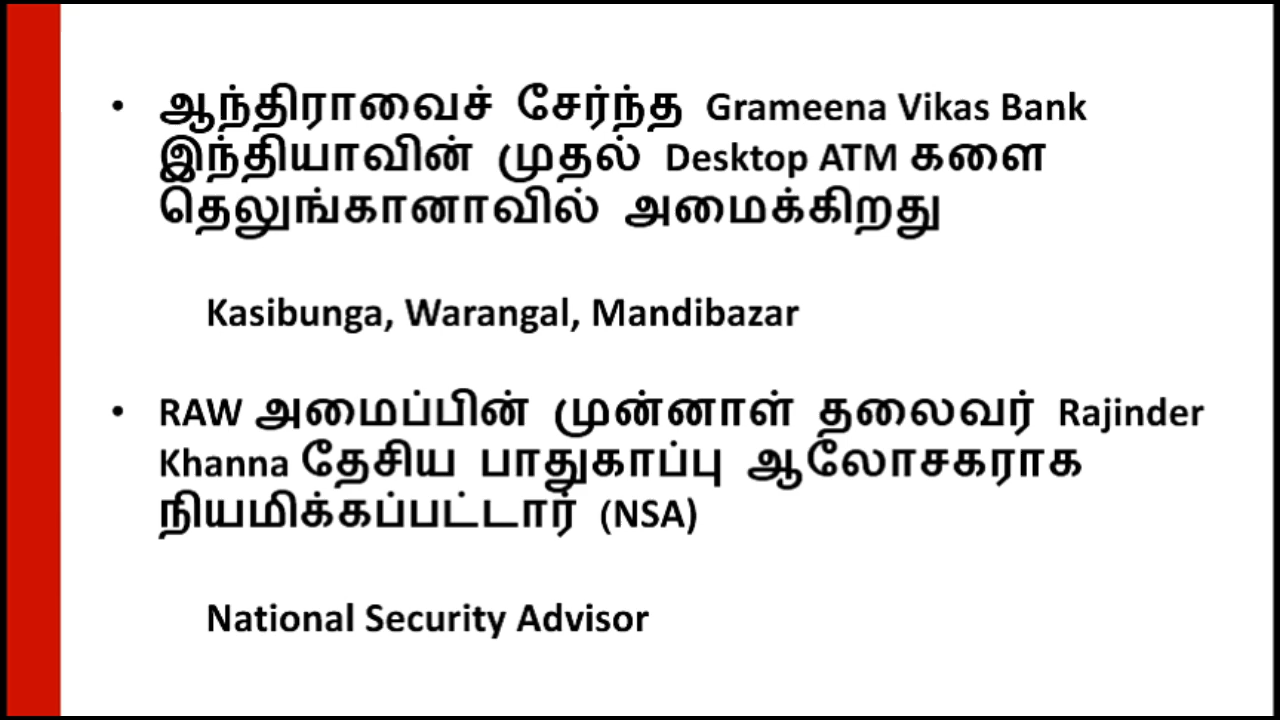 • ஆந்திராவைச் சேர்ந்த Grameena Vikas Bank
இந்தியாவின் முதல் Desktop ATM களை
தெலுங்கானாவில் அமைக்கிறது
Kasibunga, Warangal, Mandibazar
• RAW அமைப்பின் முன்னாள் தலைவர் Rajinder
Khanna தேசிய பாதுகாப்பு ஆலோசகராக
நியமிக்கப்பட்டார் (NSA)
National Security Advisor